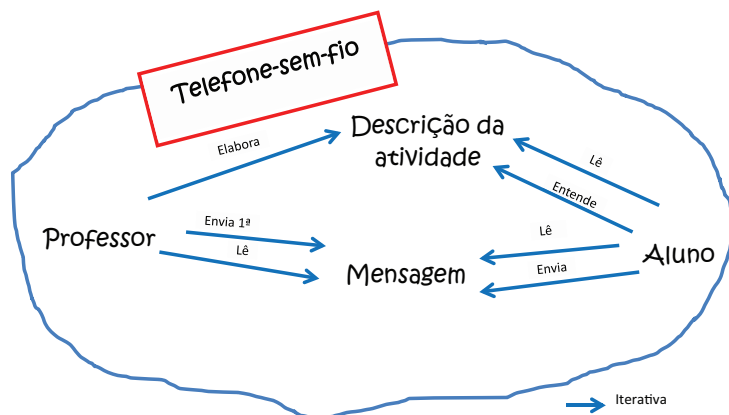 Telefone-sem-fio
Descrição da
atividade
Elabora
Lê
Entende
Professor
Envia 1ª
Lê
Mensagem
Lê
Envia
Aluno
Iterativa